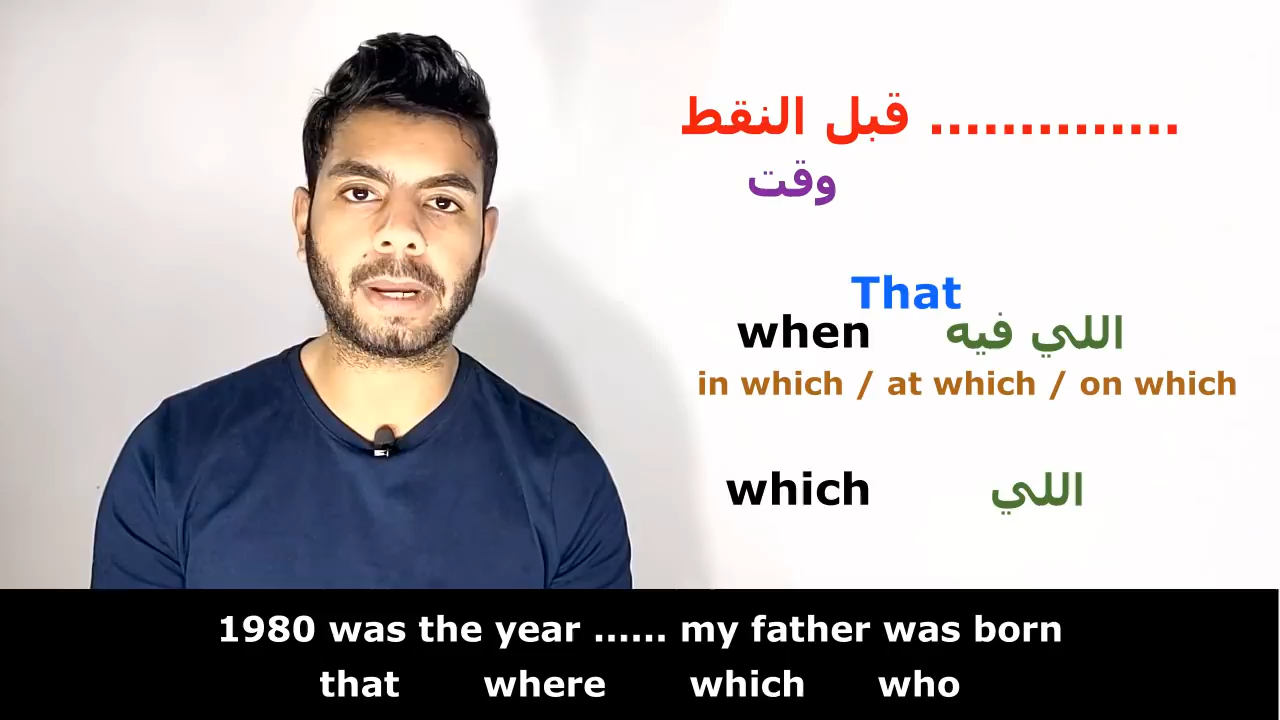 قبل النقط ..............
وقت
That
when اللي فيه
in which / at which / on which
which اللي
1980 was the year ...... my father was born
that where which who